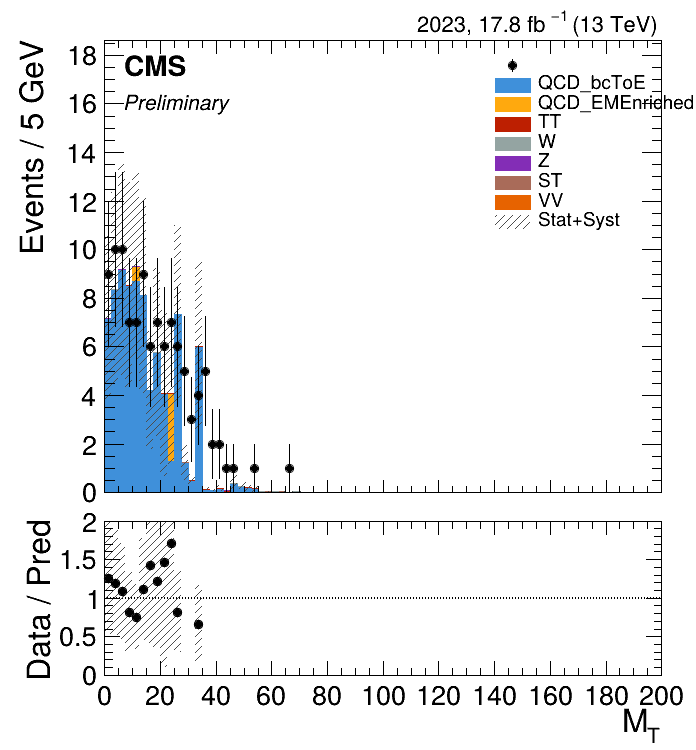 2023, 17.8 fb⁻¹ (13 TeV)
CMS
Preliminary
QCD_bcToE
QCD_EMEnriched
TT
W
Z
ST
VV
Stat+Syst
Events / 5 GeV
18
16
14
12
10
8
6
4
2
0
Data / Pred
2
1.5
1
0.5
0
0 20 40 60 80 100 120 140 160 180 200
M_T